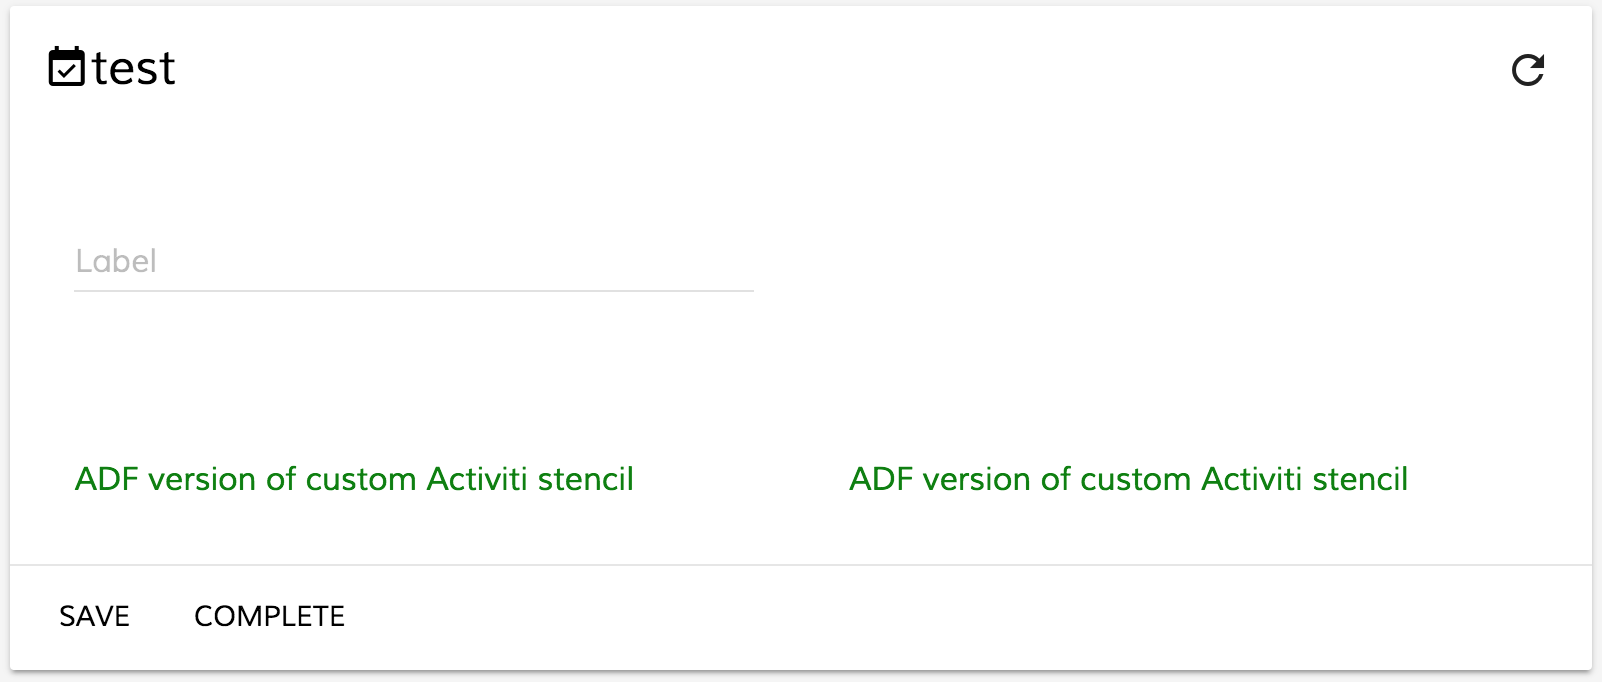 test
Label
ADF version of custom Activiti stencil ADF version of custom Activiti stencil
SAVE COMPLETE